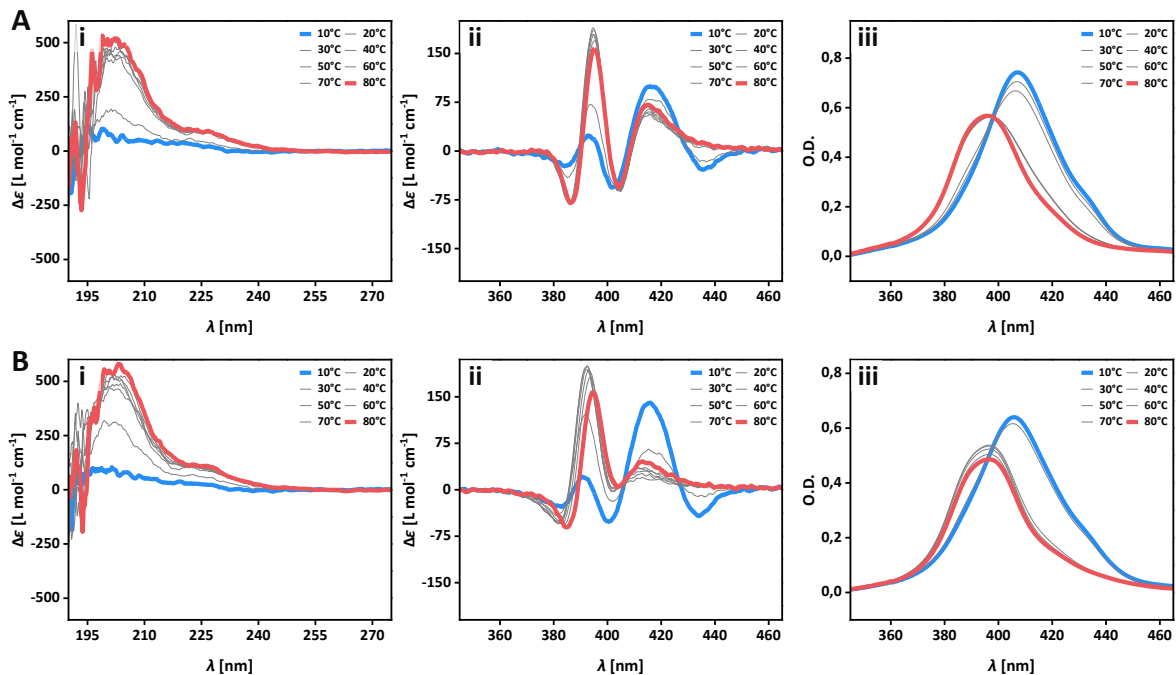 A
i
Δε [L mol⁻¹ cm⁻¹]
500
250
0
-250
-500
10°C 20°C
30°C 40°C
50°C 60°C
70°C 80°C
195 210 225 240 255 270
λ [nm]
ii
Δε [L mol⁻¹ cm⁻¹]
150
75
0
-75
-150
10°C 20°C
30°C 40°C
50°C 60°C
70°C 80°C
360 380 400 420 440 460
λ [nm]
iii
O.D.
0,8
0,6
0,4
0,2
0,0
10°C 20°C
30°C 40°C
50°C 60°C
70°C 80°C
360 380 400 420 440 460
λ [nm]
B
i
Δε [L mol⁻¹ cm⁻¹]
500
250
0
-250
-500
10°C 20°C
30°C 40°C
50°C 60°C
70°C 80°C
195 210 225 240 255 270
λ [nm]
ii
Δε [L mol⁻¹ cm⁻¹]
150
75
0
-75
-150
10°C 20°C
30°C 40°C
50°C 60°C
70°C 80°C
360 380 400 420 440 460
λ [nm]
iii
O.D.
0,8
0,6
0,4
0,2
0,0
10°C 20°C
30°C 40°C
50°C 60°C
70°C 80°C
360 380 400 420 440 460
λ [nm]